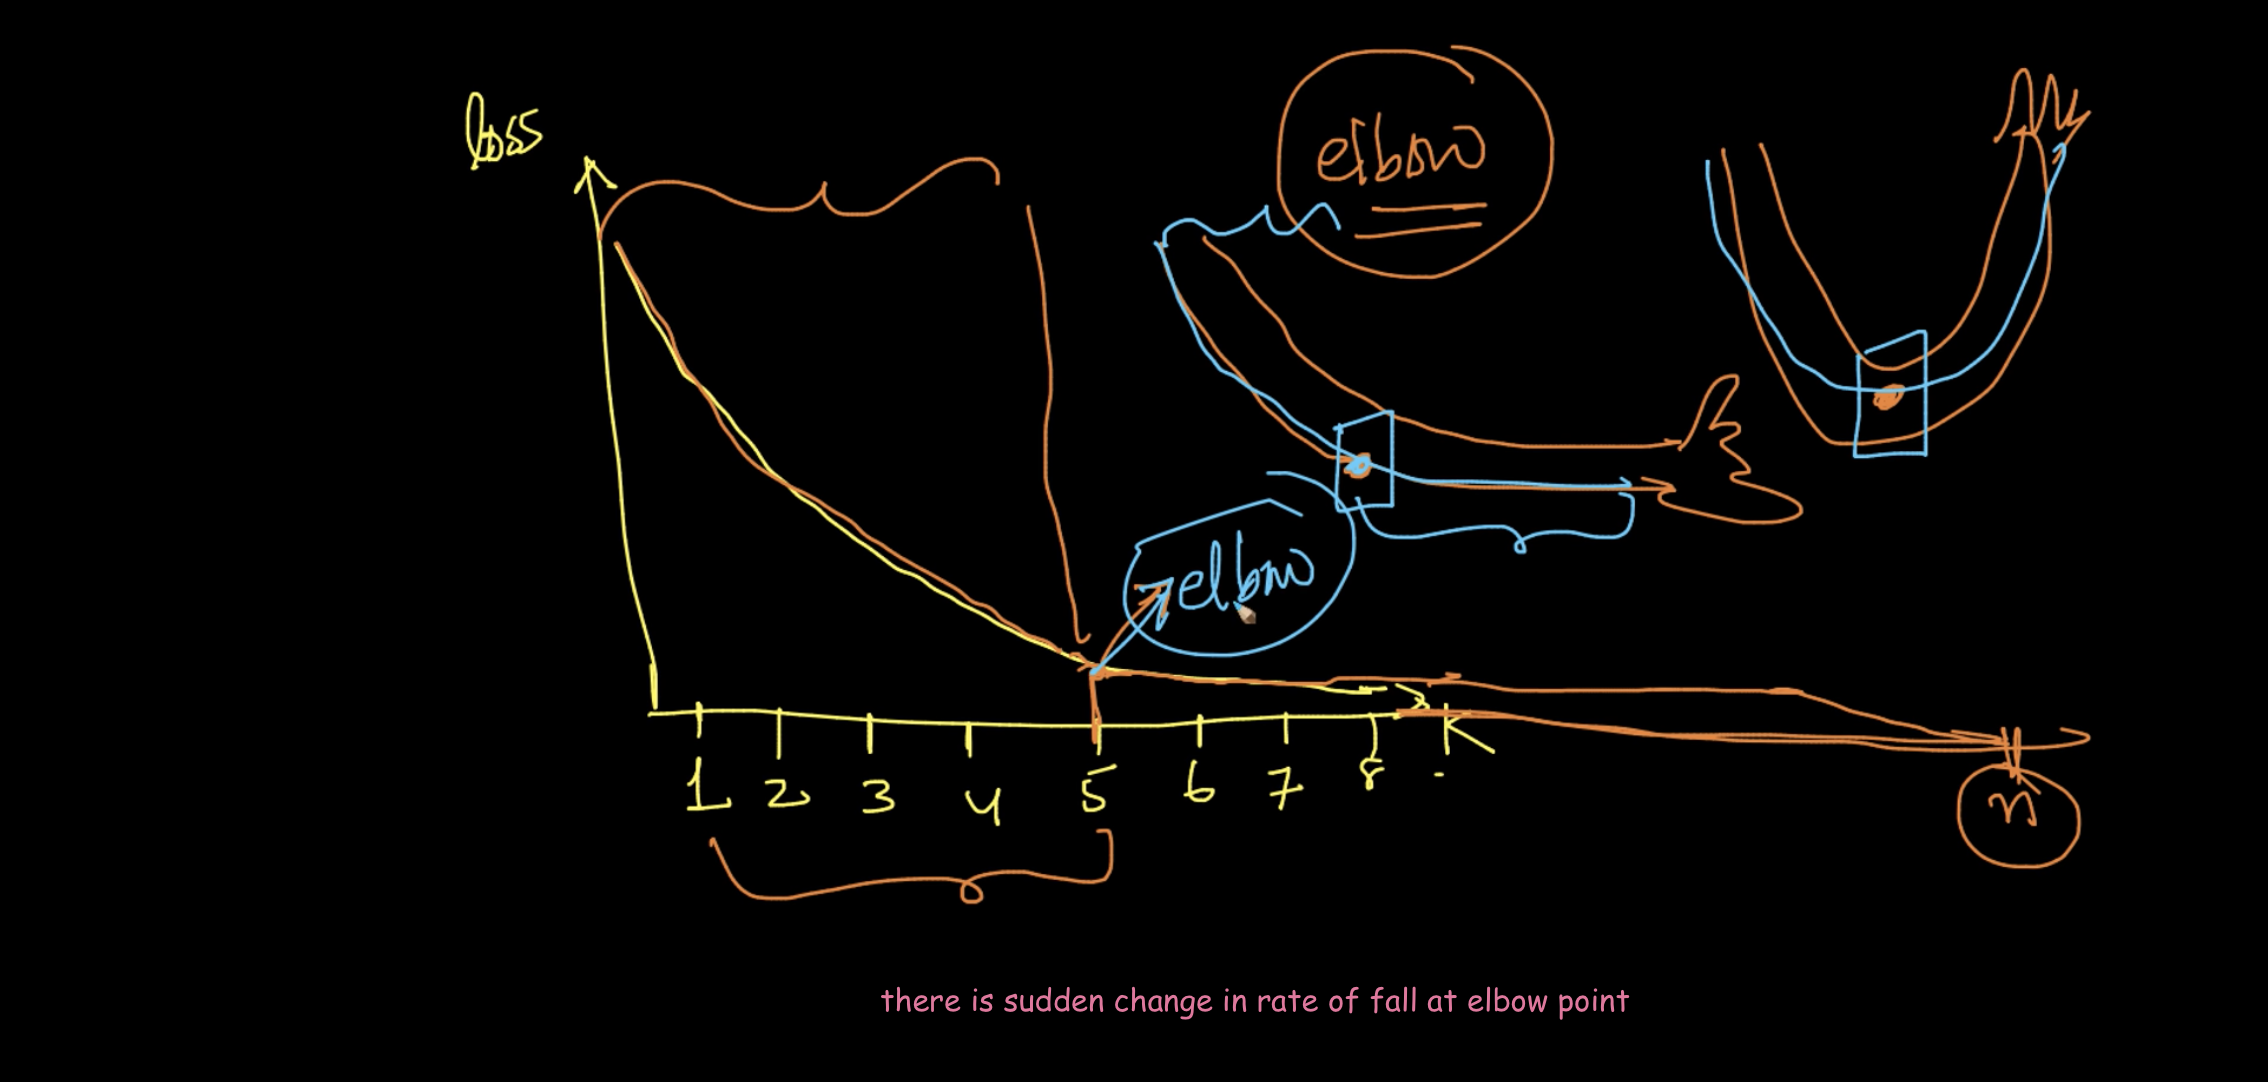 loss
elbow
elbow
K
1 2 3 4 5 6 7 8 .
n
there is sudden change in rate of fall at elbow point